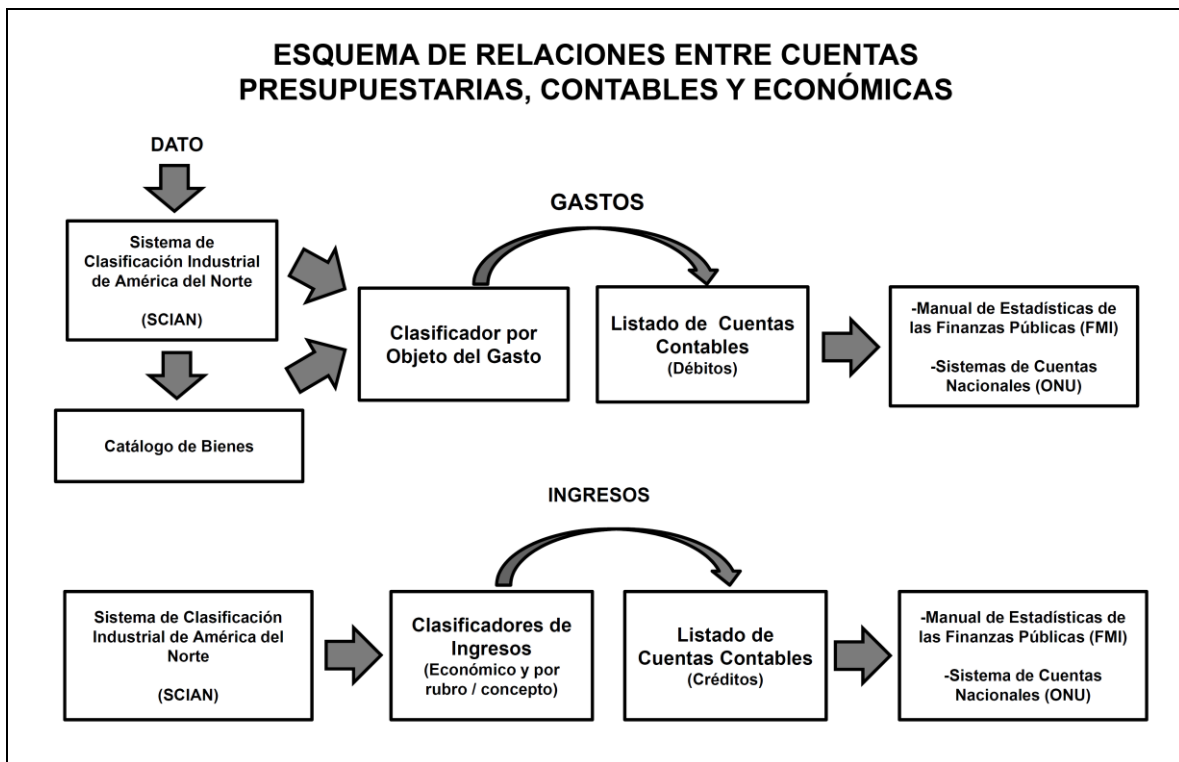 ESQUEMA DE RELACIONES ENTRE CUENTAS
PRESUPUESTARIAS, CONTABLES Y ECONÓMICAS
DATO
GASTOS
Sistema de
Clasificación Industrial
de América del Norte
(SCIAN)
Clasificador por
Objeto del Gasto
Listado de Cuentas
Contables
(Débitos)
-Manual de Estadísticas de
las Finanzas Públicas (FMI)
-Sistemas de Cuentas
Nacionales (ONU)
Catálogo de Bienes
INGRESOS
Sistema de Clasificación
Industrial de América del
Norte
(SCIAN)
Clasificadores de
Ingresos
(Económico y por
rubro / concepto)
Listado de
Cuentas Contables
(Créditos)
-Manual de Estadísticas de
las Finanzas Públicas (FMI)
-Sistema de Cuentas
Nacionales (ONU)